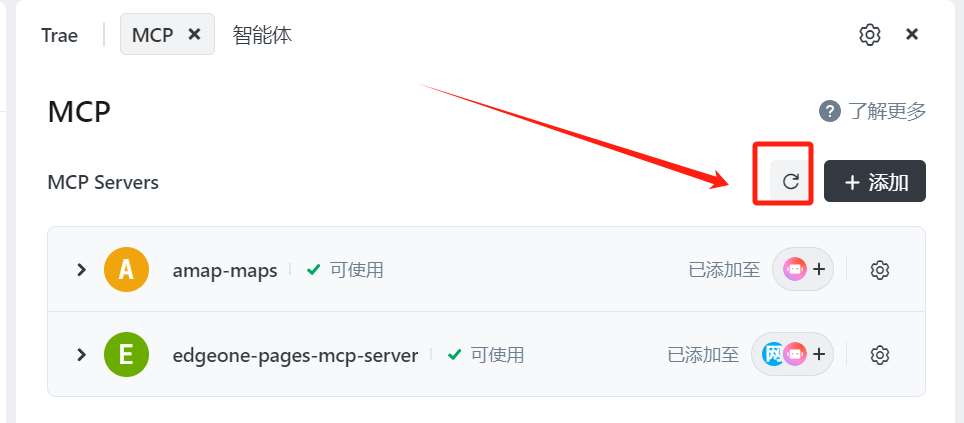 Trae MCP 智能体
MCP
了解更多
MCP Servers
添加
A amap-maps 可使用 已添加至
E edgeone-pages-mcp-server 可使用 已添加至 网